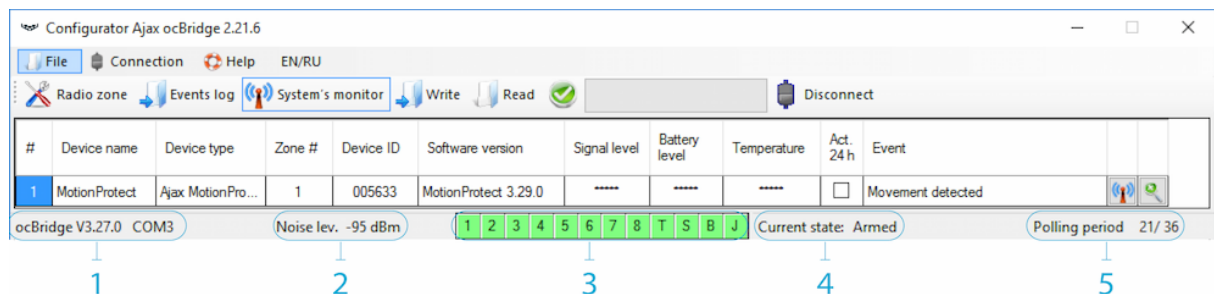 Configurator Ajax ocBridge 2.21.6
File Connection Help EN/RU
Radio zone Events log System's monitor Write Read Disconnect
# Device name Device type Zone # Device ID Software version Signal level Battery level Temperature Act. 24 h Event
1 MotionProtect Ajax MotionPro... 1 005633 MotionProtect 3.29.0 ***** ***** ***** Movement detected
ocBridge V3.27.0 COM3 Noise lev. -95 dBm 1 2 3 4 5 6 7 8 T S B J Current state: Armed Polling period 21/ 36
1 2 3 4 5